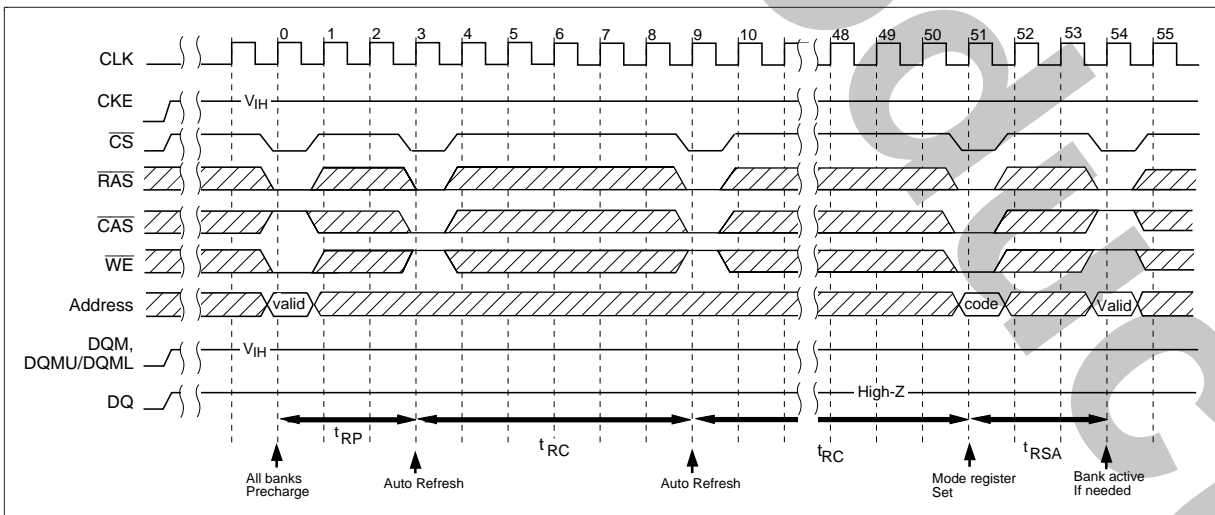 0 1 2 3 4 5 6 7 8 9 10 48 49 50 51 52 53 54 55
CLK
CKE VIH
CS
RAS
CAS
WE
Address valid code Valid
DQM,
DQMU/DQML VIH
DQ High-Z
tRP tRC tRC tRSA
All banks
Precharge
Auto Refresh
Auto Refresh
Mode register
Set
Bank active
If needed